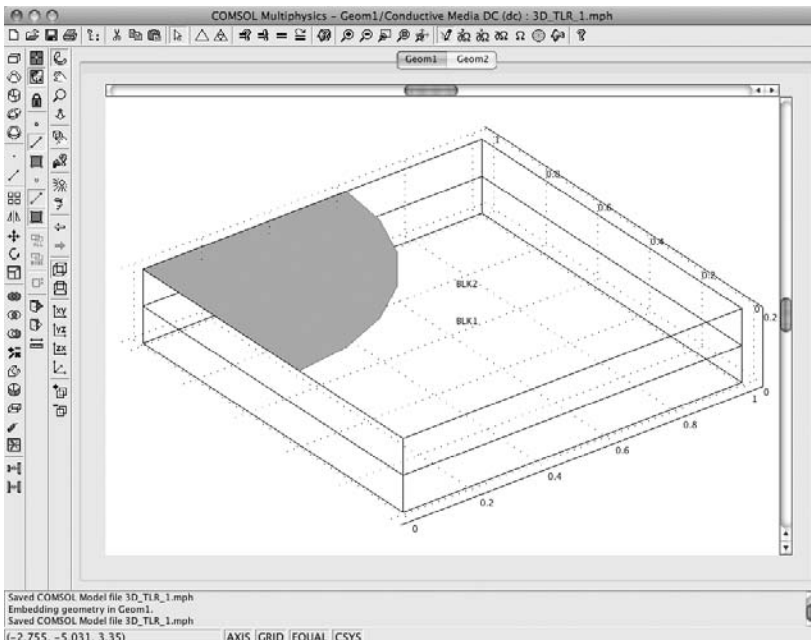 COMSOL Multiphysics - Geom1/Conductive Media DC (dc) : 3D_TLR_1.mph
Geom1 Geom2
1
0.8
0.6
0.4
0.2
0
0.2
0
BLK2
BLK1
1
0.8
0.6
0.4
0.2
0
xy
yz
zx
Saved COMSOL Model file 3D_TLR_1.mph
Embedding geometry in Geom1.
Saved COMSOL Model file 3D_TLR_1.mph
(-2.755, -5.031, 3.35) AXIS GRID EQUAL CSYS